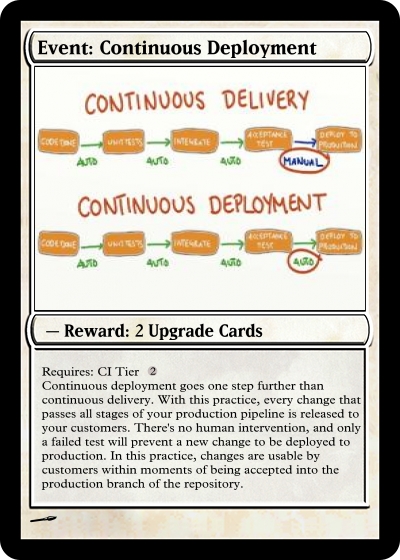 Event: Continuous Deployment
CONTINUOUS DELIVERY
CODE DONE UNIT TESTS INTEGRATE ACCEPTANCE TEST DEPLOY TO PRODUCTION
AUTO AUTO AUTO MANUAL
CONTINUOUS DEPLOYMENT
CODE DONE UNIT TESTS INTEGRATE ACCEPTANCE TEST DEPLOY TO PRODUCTION
AUTO AUTO AUTO AUTO
— Reward: 2 Upgrade Cards
Requires: CI Tier 2
Continuous deployment goes one step further than
continuous delivery. With this practice, every change that
passes all stages of your production pipeline is released to
your customers. There's no human intervention, and only
a failed test will prevent a new change to be deployed to
production. In this practice, changes are usable by
customers within moments of being accepted into the
production branch of the repository.